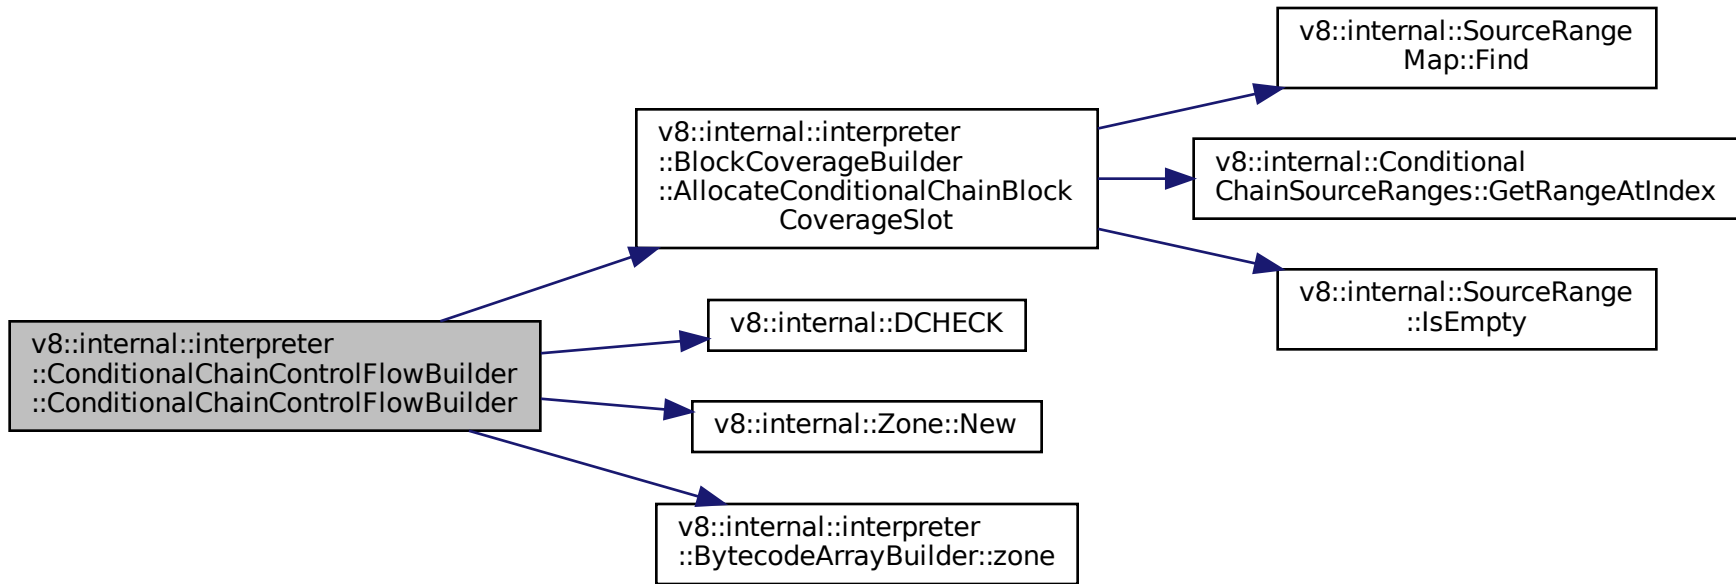 v8::internal::interpreter
::ConditionalChainControlFlowBuilder
::ConditionalChainControlFlowBuilder
v8::internal::interpreter
::BlockCoverageBuilder
::AllocateConditionalChainBlock
CoverageSlot
v8::internal::DCHECK
v8::internal::Zone::New
v8::internal::interpreter
::BytecodeArrayBuilder::zone
v8::internal::SourceRange
Map::Find
v8::internal::Conditional
ChainSourceRanges::GetRangeAtIndex
v8::internal::SourceRange
::IsEmpty